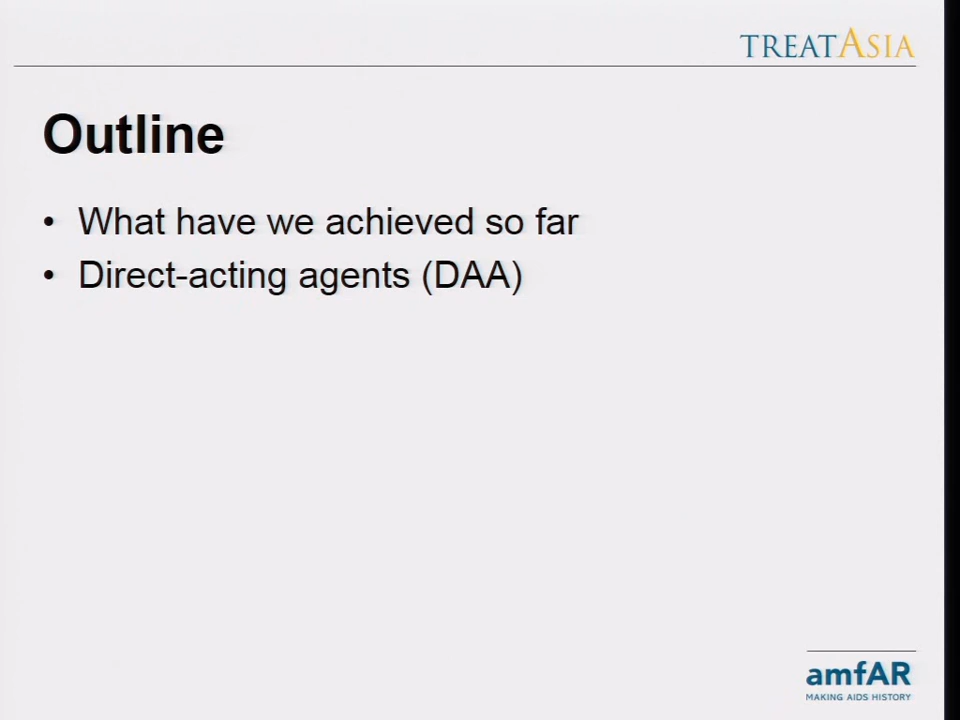 TREATASIA
Outline
• What have we achieved so far
• Direct-acting agents (DAA)
amfAR
MAKING AIDS HISTORY